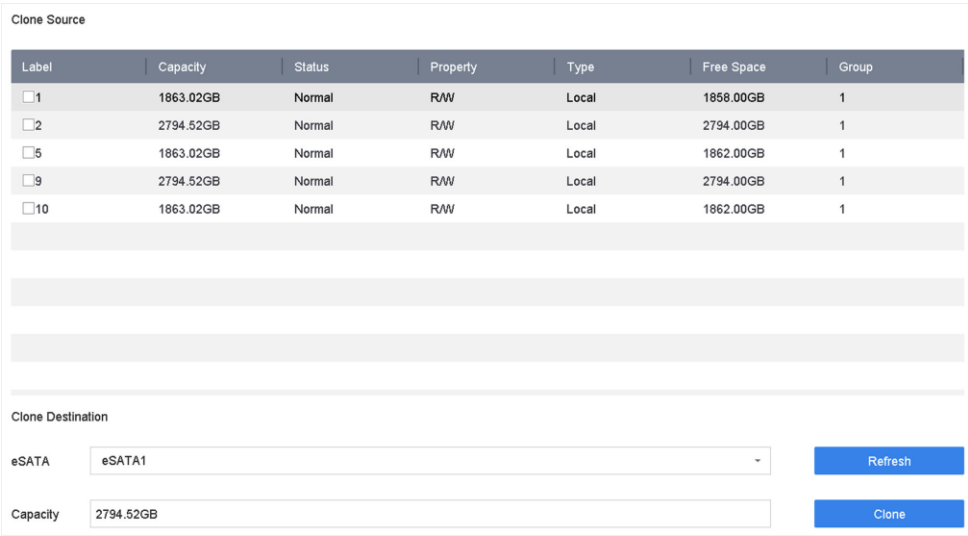 Clone Source
Label Capacity Status Property Type Free Space Group
1 1863.02GB Normal R/W Local 1858.00GB 1
2 2794.52GB Normal R/W Local 2794.00GB 1
5 1863.02GB Normal R/W Local 1862.00GB 1
9 2794.52GB Normal R/W Local 2794.00GB 1
10 1863.02GB Normal R/W Local 1862.00GB 1
Clone Destination
eSATA eSATA1 Refresh
Capacity 2794.52GB Clone